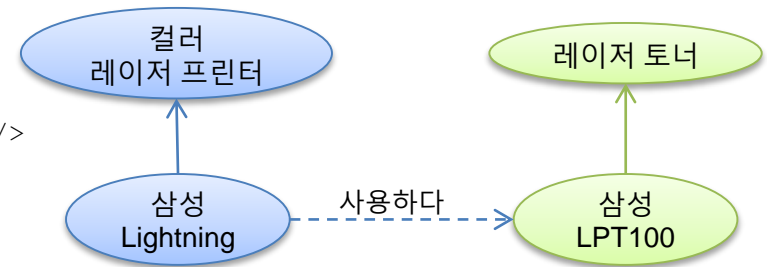 컬러
레이저 프린터
레이저 토너
/>
삼성
Lightning
사용하다
삼성
LPT100